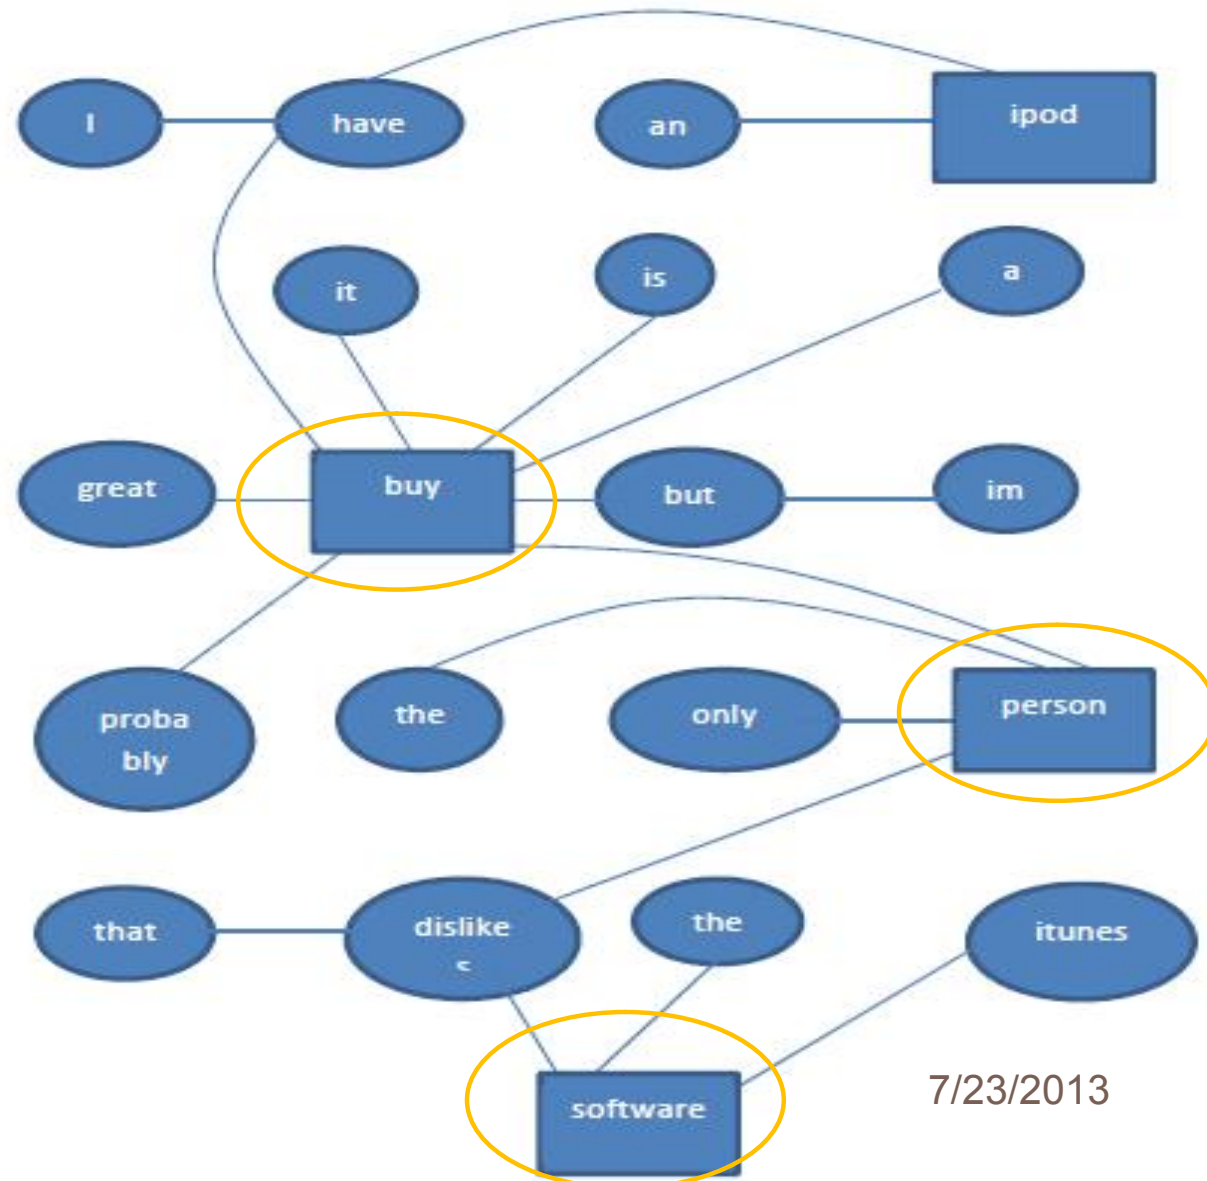 I
have
an
ipod
it
is
a
great
buy
but
im
proba
bly
the
only
person
that
dislike
the
itunes
software
7/23/2013